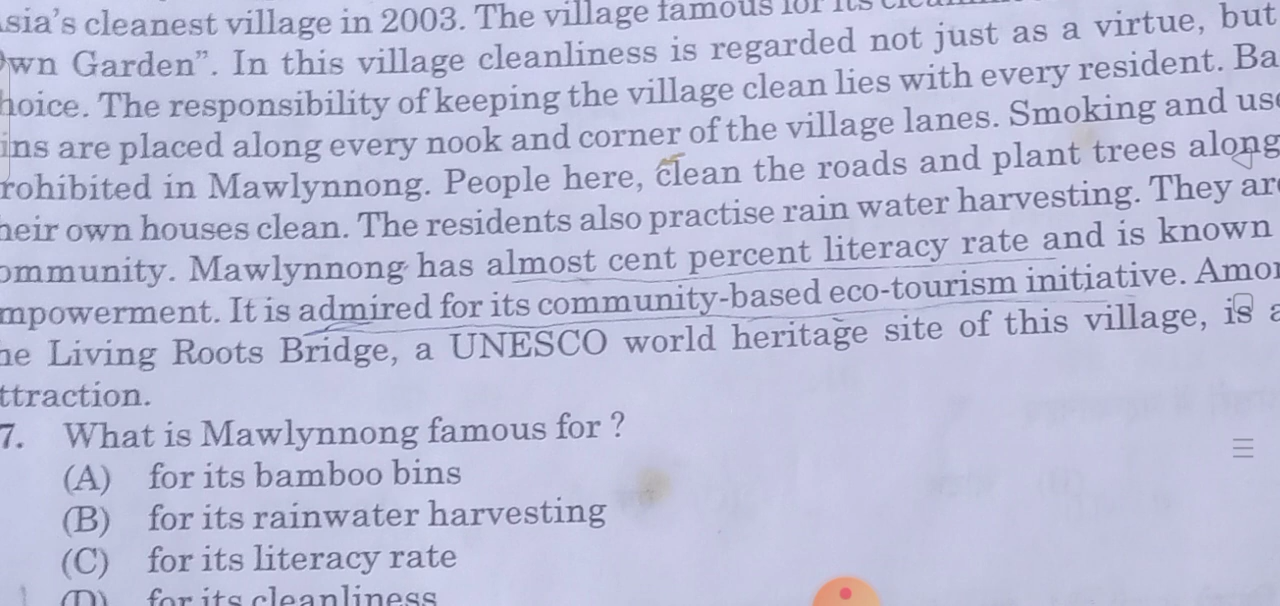 sia's cleanest village in 2003. The village famous for its
wn Garden". In this village cleanliness is regarded not just as a virtue, but
hoice. The responsibility of keeping the village clean lies with every resident. Ba
ins are placed along every nook and corner of the village lanes. Smoking and us
rohibited in Mawlynnong. People here, clean the roads and plant trees along
heir own houses clean. The residents also practise rain water harvesting. They ar
ommunity. Mawlynnong has almost cent percent literacy rate and is known
mpowerment. It is admired for its community-based eco-tourism initiative. Amon
he Living Roots Bridge, a UNESCO world heritage site of this village, is a
ttraction.
7. What is Mawlynnong famous for ?
(A) for its bamboo bins
(B) for its rainwater harvesting
(C) for its literacy rate
(D) for its cleanliness